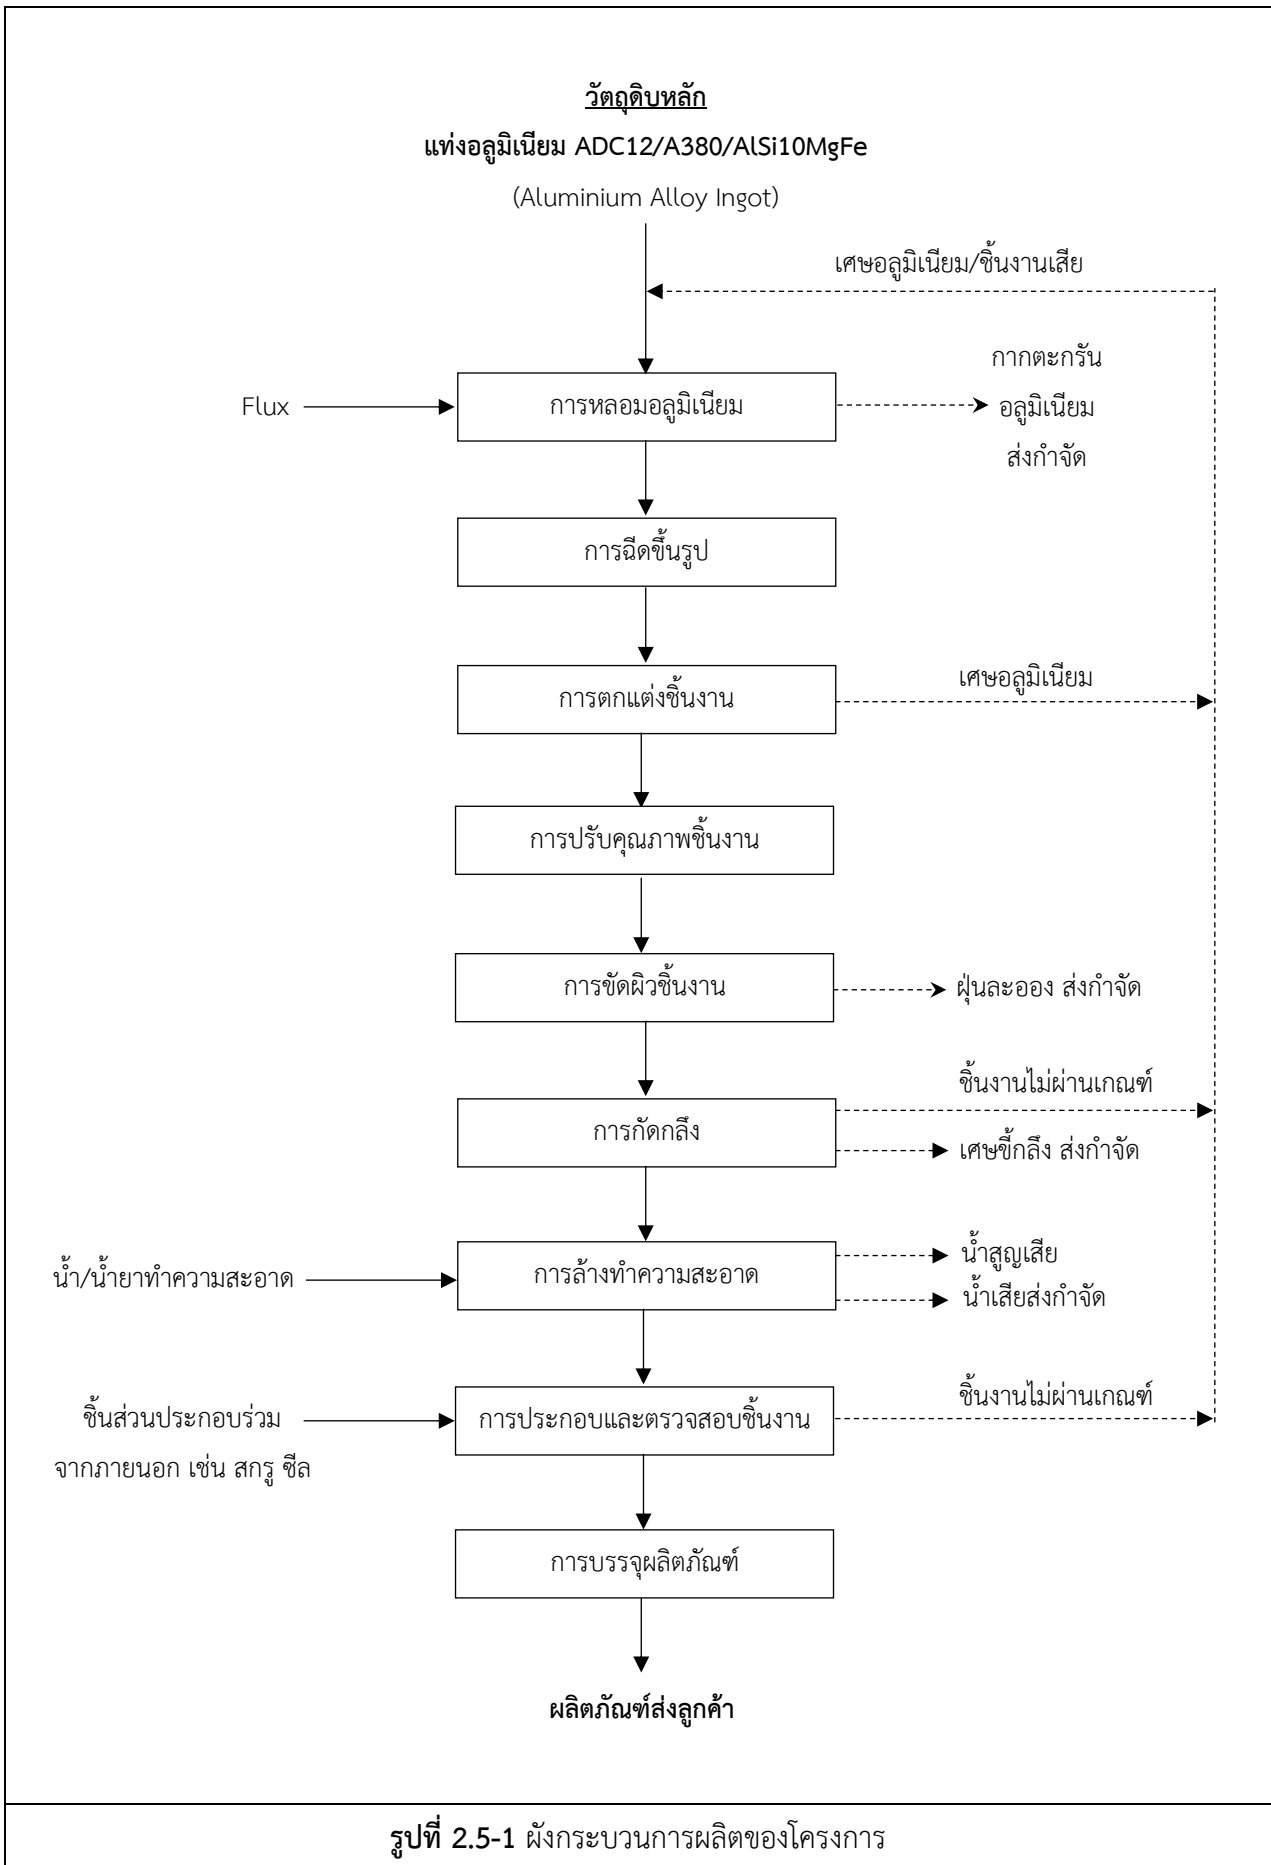 วัตถุดิบหลัก
แท่งอลูมิเนียม ADC12/A380/AlSi10MgFe
(Aluminium Alloy Ingot)
เศษอลูมิเนียม/ชิ้นงานเสีย
กากตะกรัน
อลูมิเนียม
ส่งกำจัด
Flux
การหลอมอลูมิเนียม
การฉีดขึ้นรูป
การตกแต่งชิ้นงาน
เศษอลูมิเนียม
การปรับคุณภาพชิ้นงาน
การขัดผิวชิ้นงาน
ฝุ่นละออง ส่งกำจัด
ชิ้นงานไม่ผ่านเกณฑ์
การกัดกลึง
เศษขี้กลึง ส่งกำจัด
น้ำสูญเสีย
น้ำ/น้ำยาทำความสะอาด
การล้างทำความสะอาด
น้ำเสียส่งกำจัด
ชิ้นงานไม่ผ่านเกณฑ์
ชิ้นส่วนประกอบร่วม
จากภายนอก เช่น สกรู ซีล
การประกอบและตรวจสอบชิ้นงาน
การบรรจุผลิตภัณฑ์
ผลิตภัณฑ์ส่งลูกค้า
รูปที่ 2.5-1 ผังกระบวนการผลิตของโครงการ